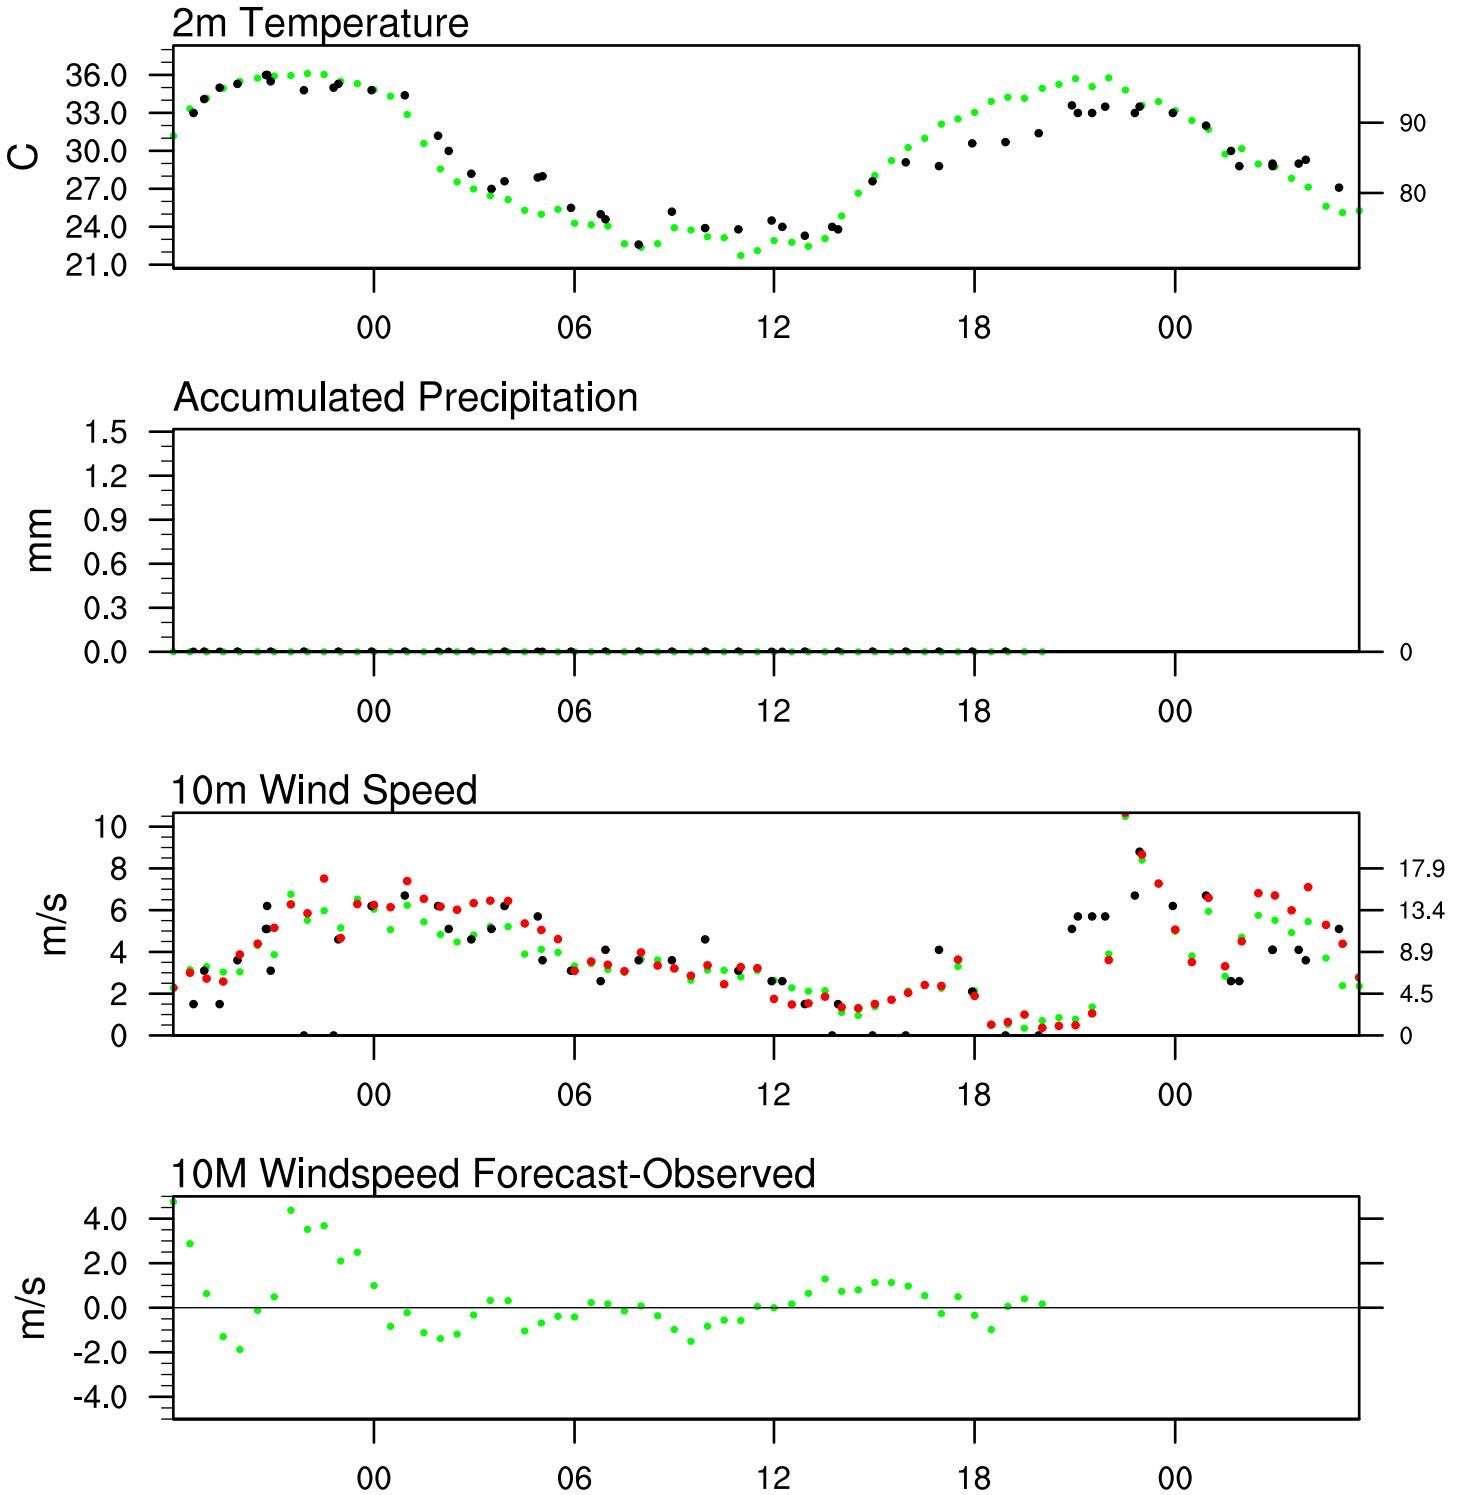 2m Temperature
36.0
33.0
30.0
27.0
24.0
21.0
C
90
80
00 06 12 18 00
Accumulated Precipitation
1.5
1.2
0.9
0.6
0.3
0.0
mm
0
00 06 12 18 00
10m Wind Speed
10
8
6
4
2
0
m/s
17.9
13.4
8.9
4.5
0
00 06 12 18 00
10M Windspeed Forecast-Observed
4.0
2.0
0.0
-2.0
-4.0
m/s
00 06 12 18 00